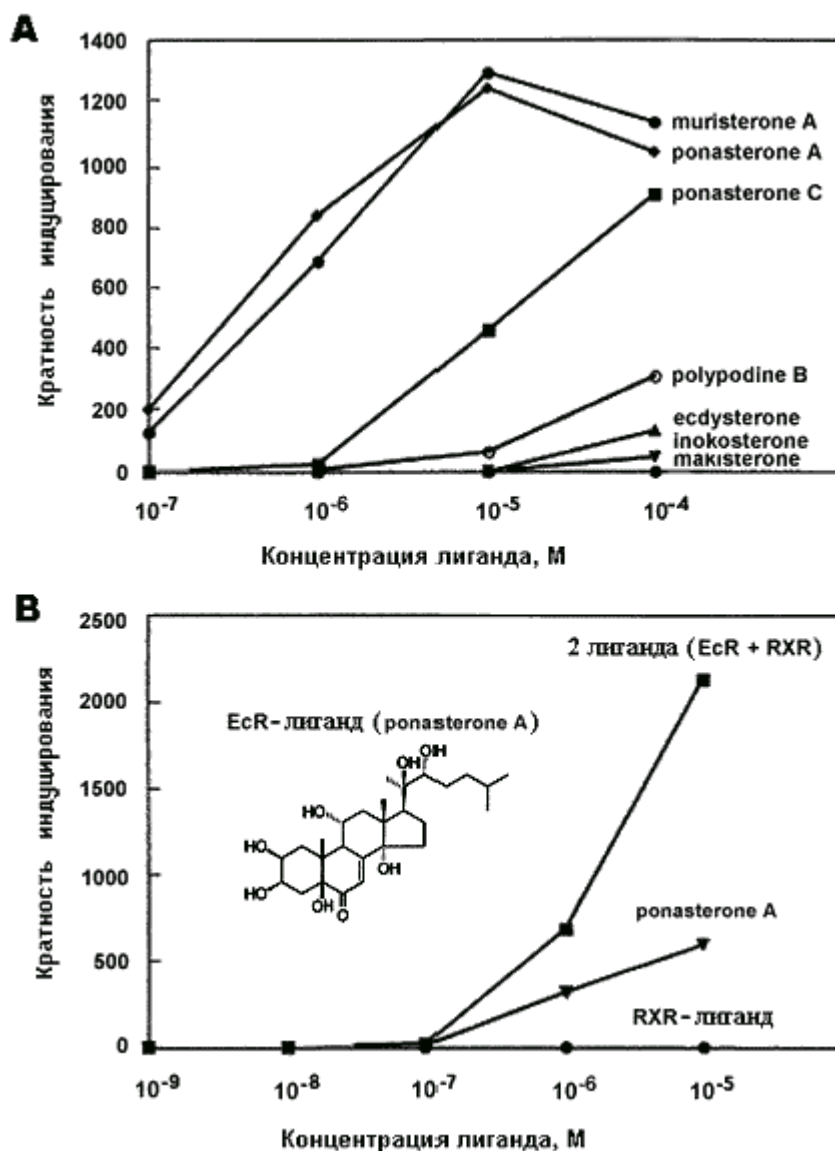 A
Кратность индуцирования
1400
1200
1000
800
600
400
200
0
muristerone A
ponasterone A
ponasterone C
polypodine B
ecdysterone
inokosterone
makisterone
10-7
10-6
10-5
10-4
Концентрация лиганда, М
B
Кратность индуцирования
2500
2000
1500
1000
500
0
2 лиганда (EcR + RXR)
EcR-лиганд (ponasterone A)
OH
OH
HO
HO
HO
OH
OH
O
ponasterone A
RXR-лиганд
10-9
10-8
10-7
10-6
10-5
Концентрация лиганда, М